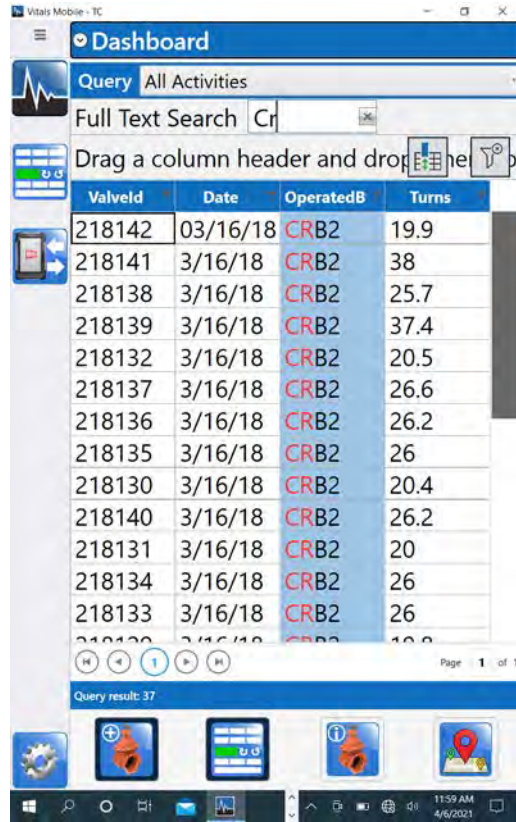 Vitals Mobile - TC
Dashboard
Query All Activities
Full Text Search Cr
Drag a column header and drop
ValveId Date OperatedB Turns
218142 03/16/18 CRB2 19.9
218141 3/16/18 CRB2 38
218138 3/16/18 CRB2 25.7
218139 3/16/18 CRB2 37.4
218132 3/16/18 CRB2 20.5
218137 3/16/18 CRB2 26.6
218136 3/16/18 CRB2 26.2
218135 3/16/18 CRB2 26
218130 3/16/18 CRB2 20.4
218140 3/16/18 CRB2 26.2
218131 3/16/18 CRB2 20
218134 3/16/18 CRB2 26
218133 3/16/18 CRB2 26
Page 1 of 1
Query result: 37
11:59 AM
4/6/2021